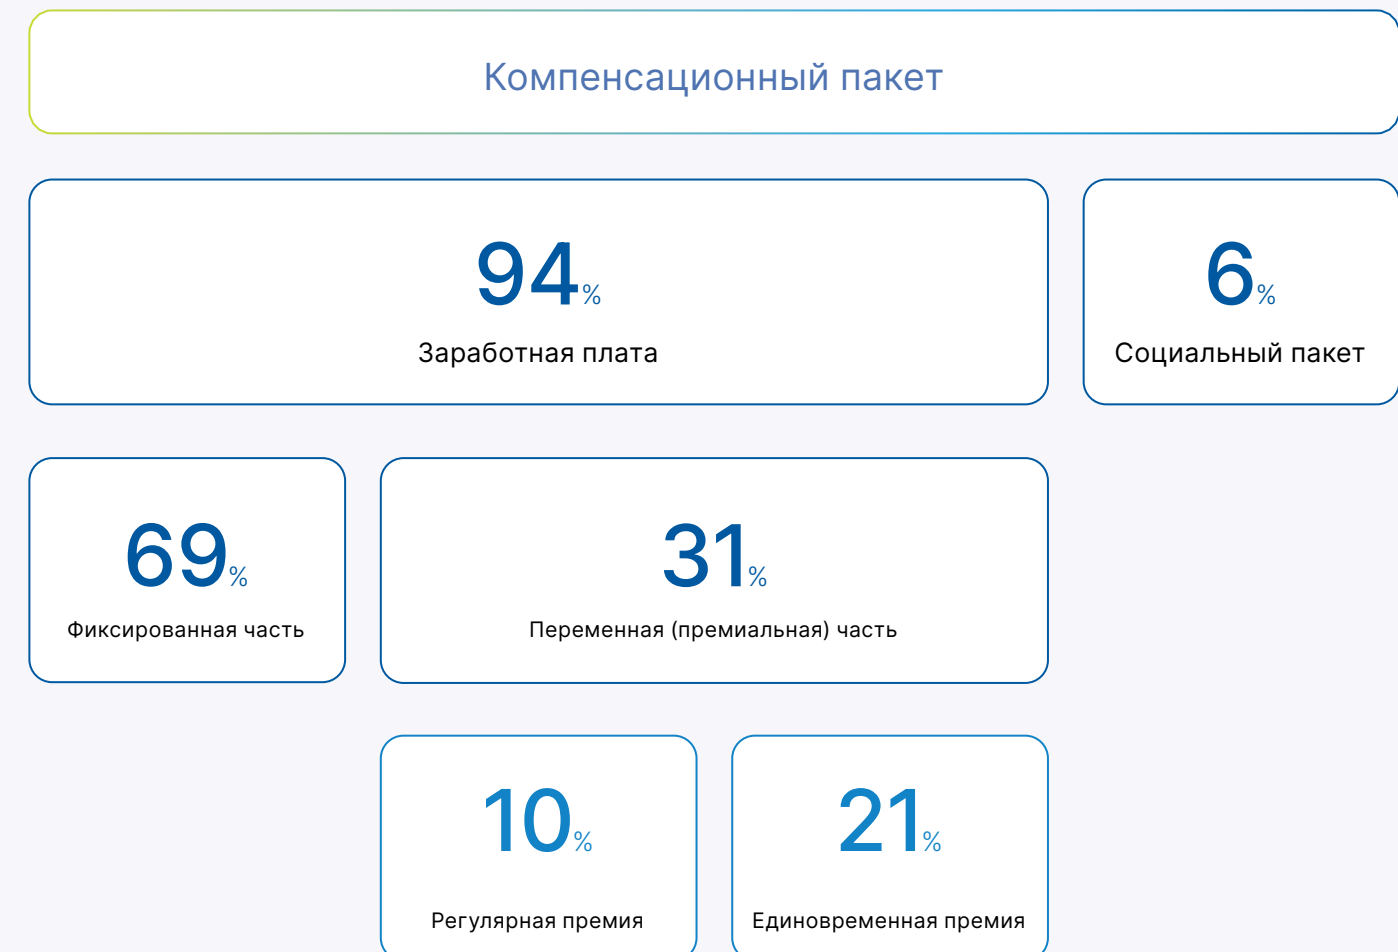 Компенсационный пакет
94%
Заработная плата
6%
Социальный пакет
69%
Фиксированная часть
31%
Переменная (премиальная) часть
10%
Регулярная премия
21%
Единовременная премия